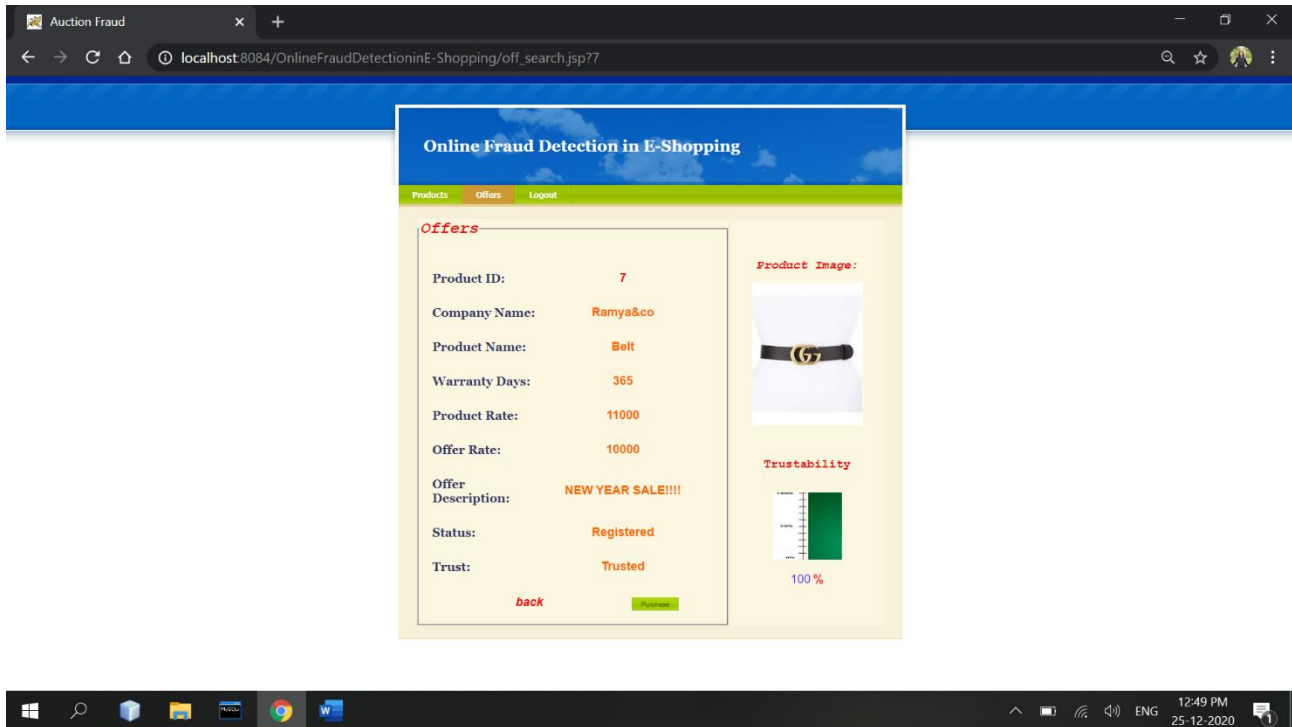 Auction Fraud
localhost:8084/OnlineFraudDetectioninE-Shopping/off_search.jsp?7
Online Fraud Detection in E-Shopping
Products Offers Logout
Offers
Product ID: 7
Company Name: Ramya&co
Product Name: Belt
Warranty Days: 365
Product Rate: 11000
Offer Rate: 10000
Offer
Description: NEW YEAR SALE!!!!
Status: Registered
Trust: Trusted
back Purchase
Product Image:
Trustability
100 %
ENG
12:49 PM
25-12-2020
1